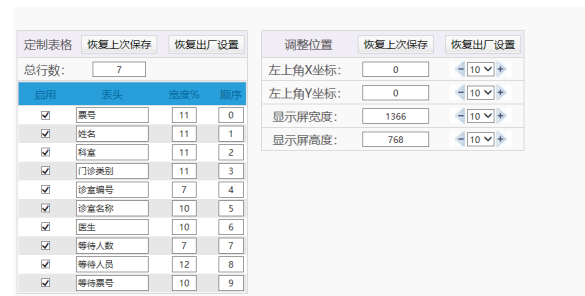 定制表格 恢复上次保存 恢复出厂设置
总行数: 7
启用 表头 宽度% 顺序
票号 11 0
姓名 11 1
科室 11 2
门诊类别 11 3
诊室编号 7 4
诊室名称 10 5
医生 10 6
等待人数 7 7
等待人员 12 8
等待票号 10 9
调整位置 恢复上次保存 恢复出厂设置
左上角X坐标: 0 - 10 +
左上角Y坐标: 0 - 10 +
显示屏宽度: 1366 - 10 +
显示屏高度: 768 - 10 +